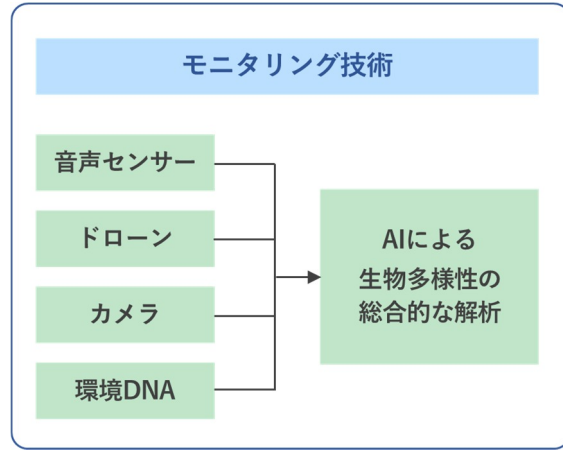 モニタリング技術
音声センサー
ドローン
カメラ
環境DNA
AIによる
生物多様性の
総合的な解析